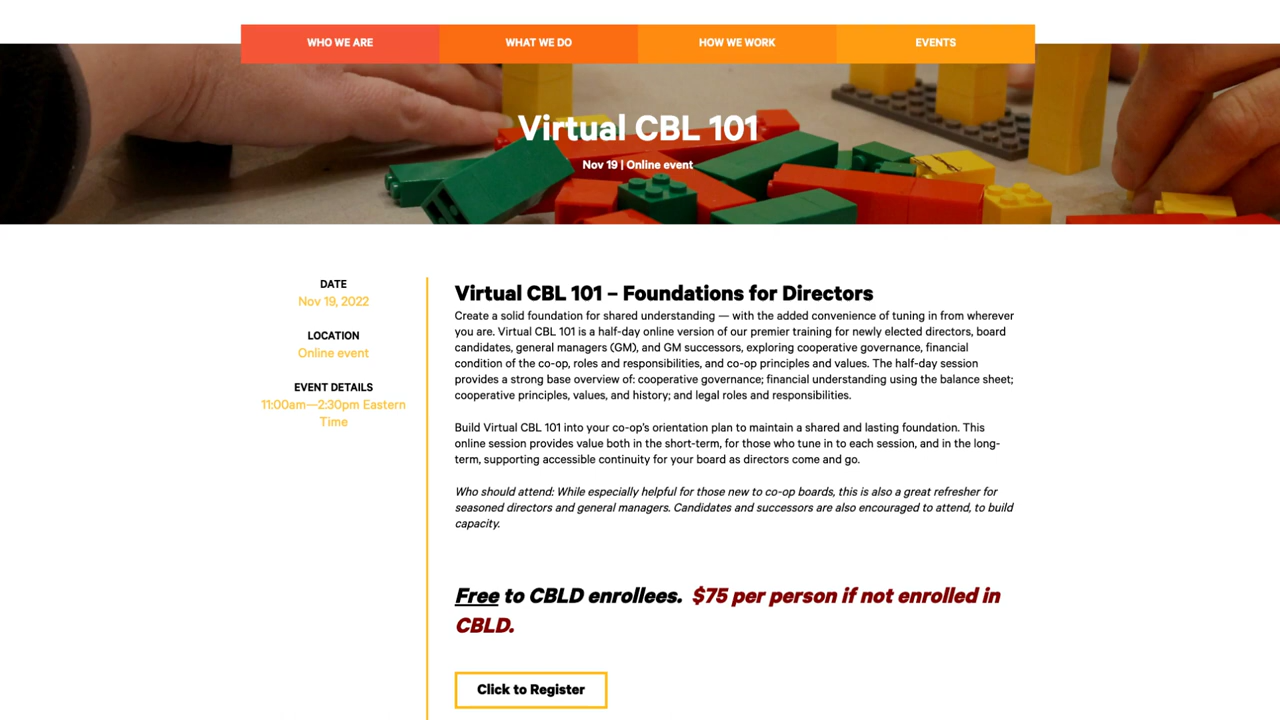 WHO WE ARE
WHAT WE DO
HOW WE WORK
EVENTS
Virtual CBL 101
Nov 19 | Online event
DATE
Nov 19, 2022
LOCATION
Online event
EVENT DETAILS
11:00am—2:30pm Eastern
Time
Virtual CBL 101 – Foundations for Directors
Create a solid foundation for shared understanding — with the added convenience of tuning in from wherever
you are. Virtual CBL 101 is a half-day online version of our premier training for newly elected directors, board
candidates, general managers (GM), and GM successors, exploring cooperative governance, financial
condition of the co-op, roles and responsibilities, and co-op principles and values. The half-day session
provides a strong base overview of: cooperative governance; financial understanding using the balance sheet;
cooperative principles, values, and history; and legal roles and responsibilities.
Build Virtual CBL 101 into your co-op's orientation plan to maintain a shared and lasting foundation. This
online session provides value both in the short-term, for those who tune in to each session, and in the long-
term, supporting accessible continuity for your board as directors come and go.
Who should attend: While especially helpful for those new to co-op boards, this is also a great refresher for
seasoned directors and general managers. Candidates and successors are also encouraged to attend, to build
capacity.
Free to CBLD enrollees. $75 per person if not enrolled in
CBLD.
Click to Register